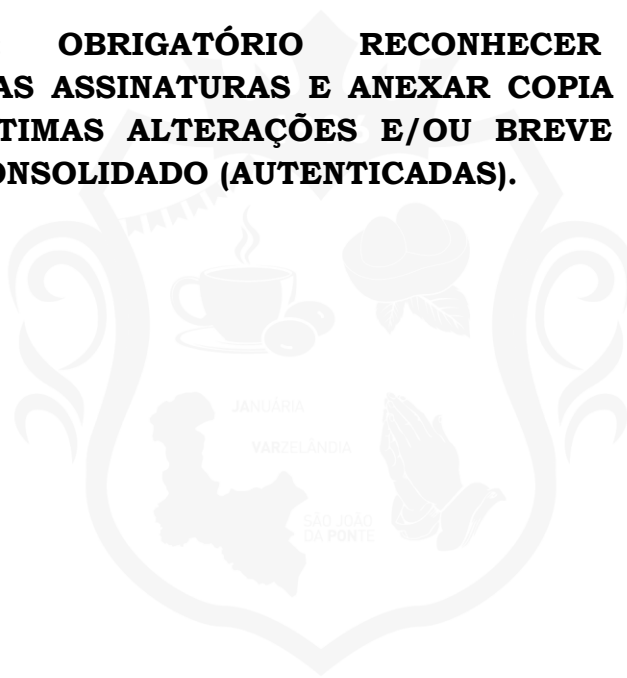 OBRIGATÓRIO RECONHECER
AS ASSINATURAS E ANEXAR COPIA
TIMAS ALTERAÇÕES E/OU BREVE
ONSOLIDADO (AUTENTICADAS).
JANUÁRIA
VARZELÂNDIA
SÃO JOÃO
DA PONTE